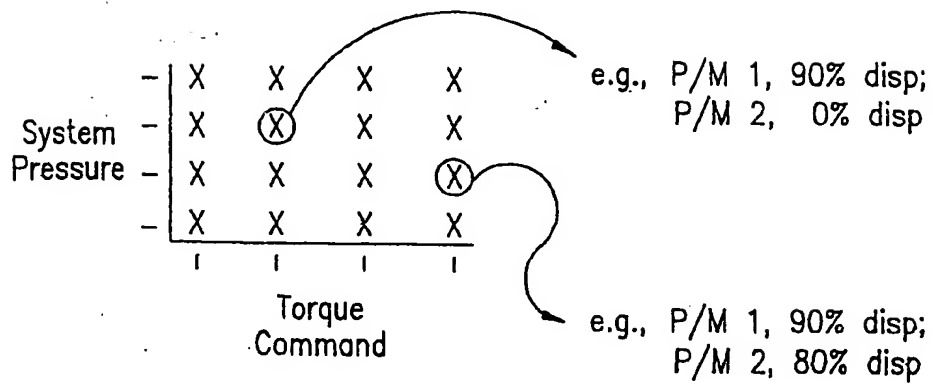 X X X X
e.g., P/M 1, 90% disp;
P/M 2, 0% disp
X X X X
System
Pressure
X X X X
X X X X
Torque
Command
e.g., P/M 1, 90% disp;
P/M 2, 80% disp